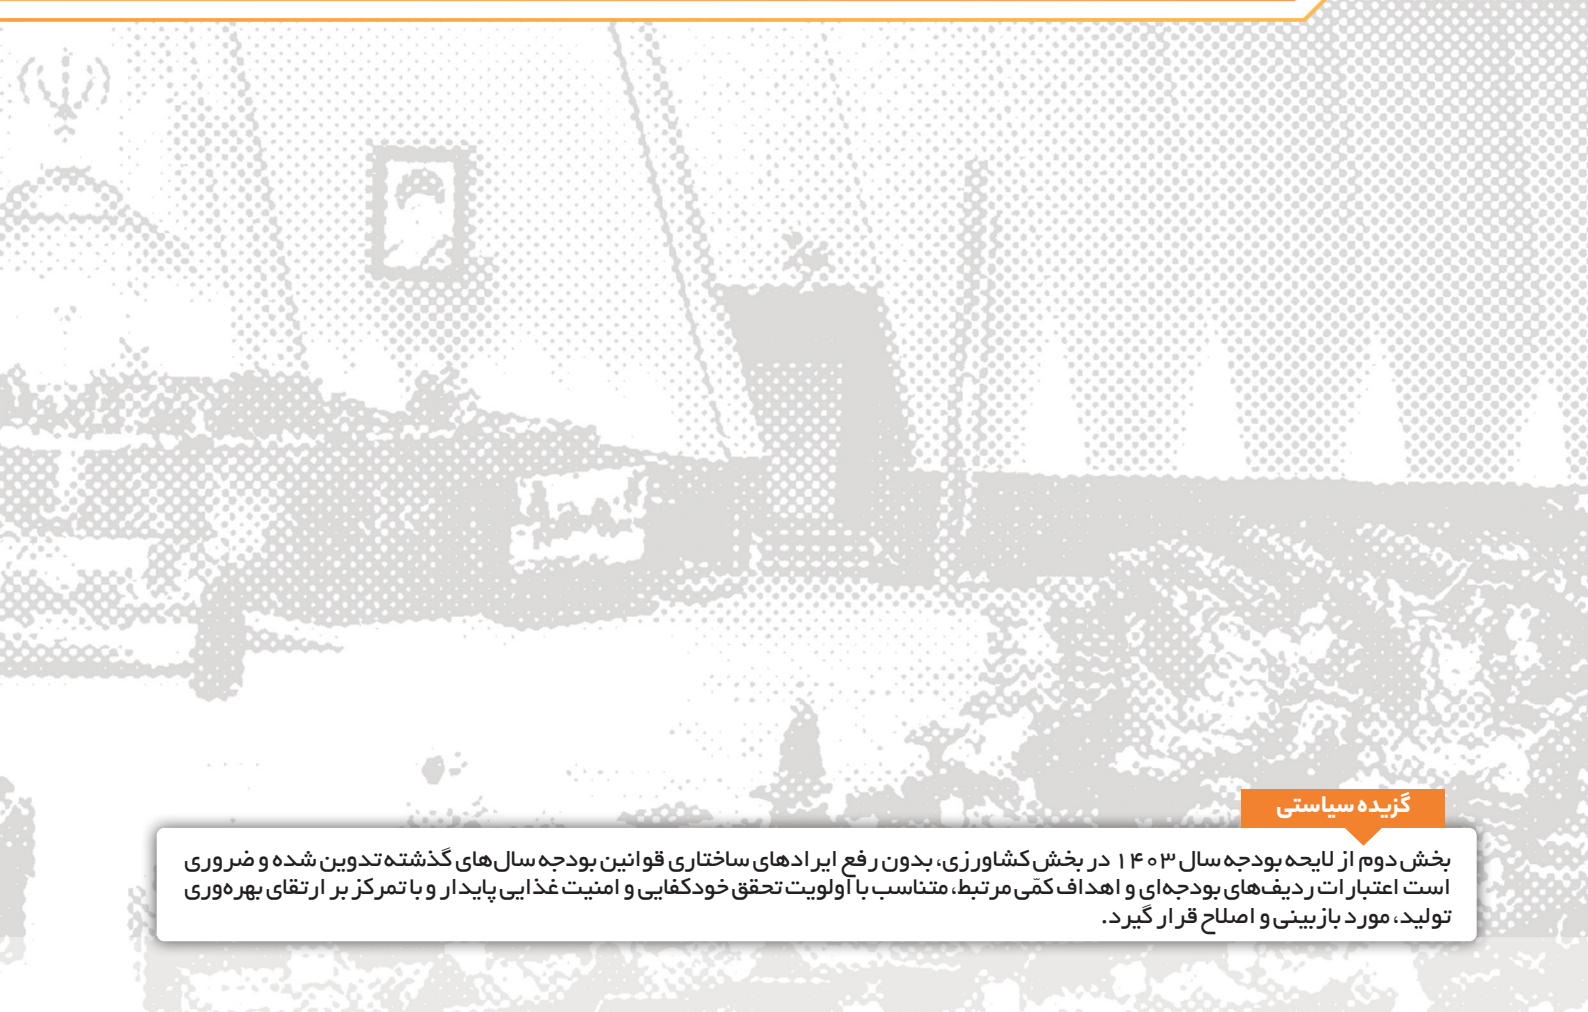 گزیده سیاستی
بخش دوم از لایحه بودجه سال ۱۴۰۳ در بخش کشاورزی، بدون رفع ایرادهای ساختاری قوانین بودجه سال‌های گذشته تدوین شده و ضروری
است اعتبارات ردیف‌های بودجه‌ای و اهداف کمّی مرتبط، متناسب با اولویت تحقق خودکفایی و امنیت غذایی پایدار و با تمرکز بر ارتقای بهره‌وری
تولید، مورد بازبینی و اصلاح قرار گیرد.